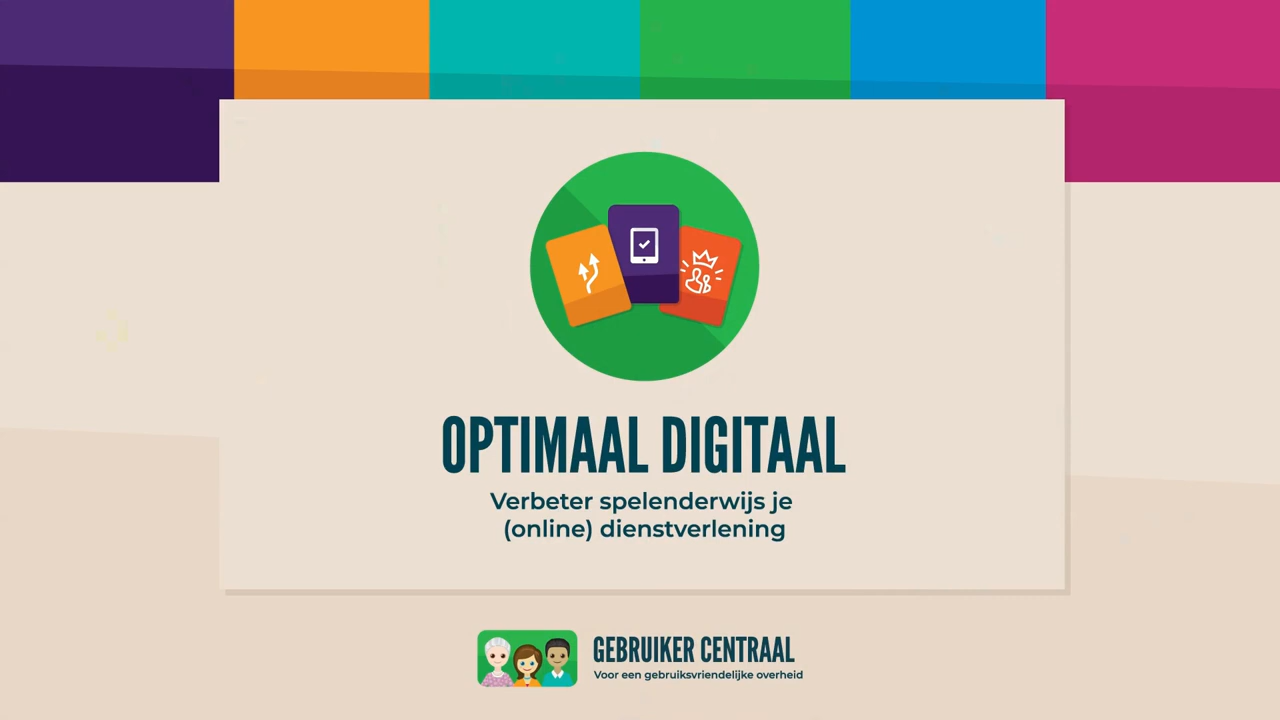 OPTIMAAL DIGITAAL
Verbeter spelenderwijs je
(online) dienstverlening
GEBRUIKER CENTRAAL
Voor een gebruiksvriendelijke overheid